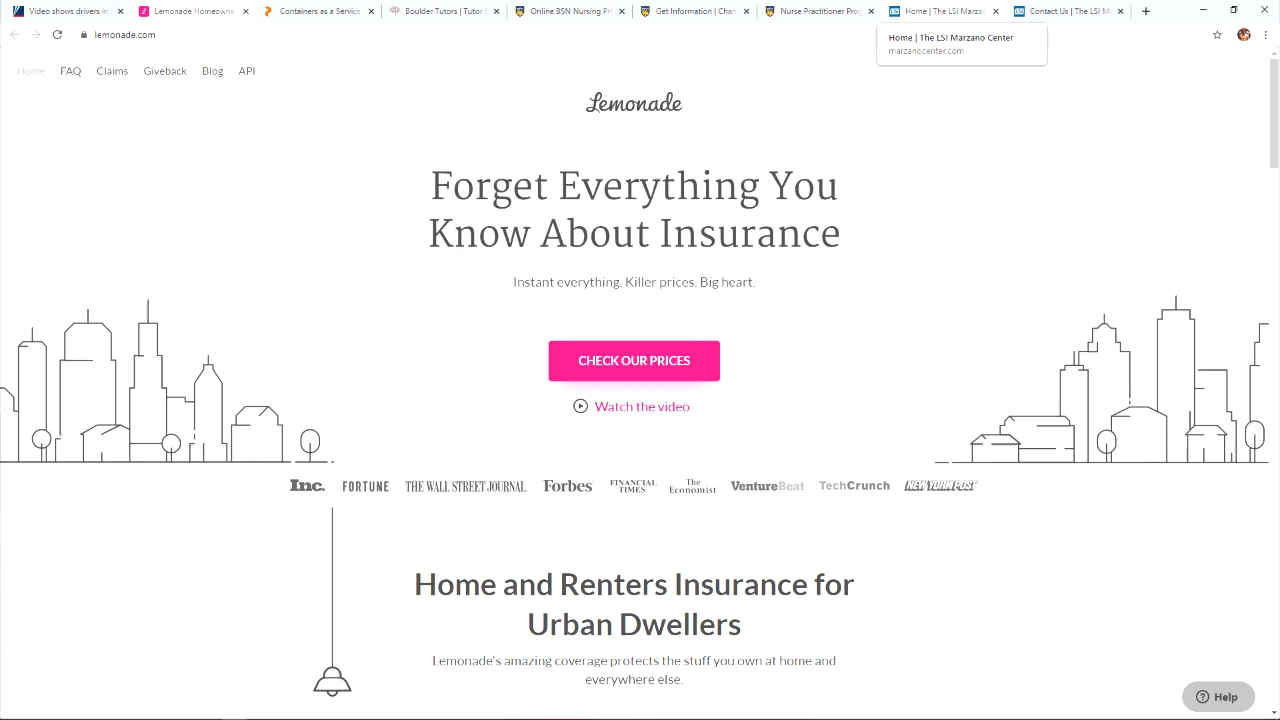 Video shows drivers in
Lemonade Homeowners
Containers as a Service
Boulder Tutors | Tutor
Online BSN Nursing Pr
Get Information | Cha
Nurse Practitioner Pro
Home | The LSI Marzan
Contact Us | The LSI M
lemonade.com
Home | The LSI Marzano Center
marzanocenter.com
Home FAQ Claims Giveback Blog API
Lemonade
Forget Everything You
Know About Insurance
Instant everything. Killer prices. Big heart.
CHECK OUR PRICES
Watch the video
Inc. FORTUNE THE WALL STREET JOURNAL. Forbes FINANCIAL TIMES The Economist VentureBeat TechCrunch NEW YORK POST
Home and Renters Insurance for
Urban Dwellers
Lemonade's amazing coverage protects the stuff you own at home and
everywhere else.
Help